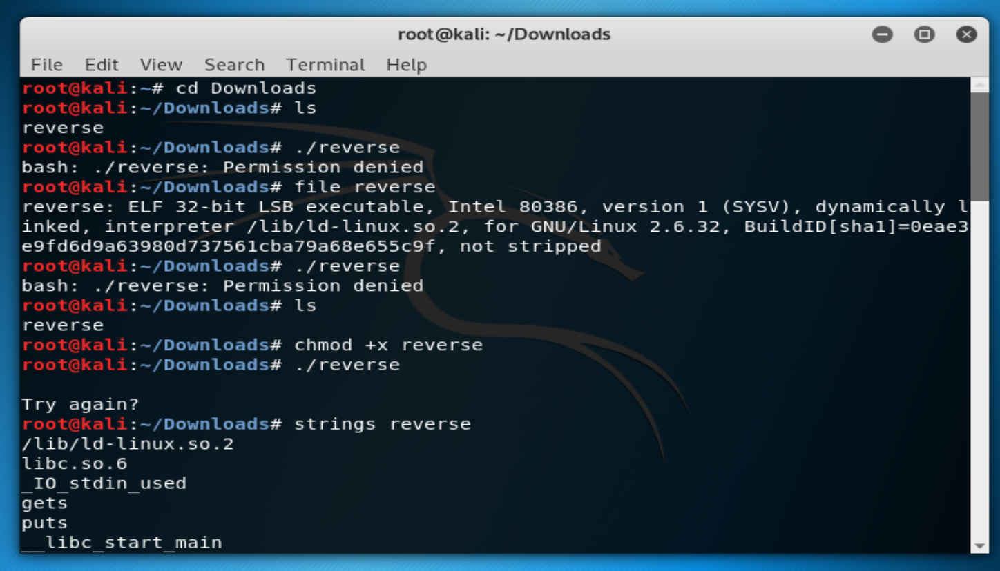 root@kali: ~/Downloads
File Edit View Search Terminal Help
root@kali:~# cd Downloads
root@kali:~/Downloads# ls
reverse
root@kali:~/Downloads# ./reverse
bash: ./reverse: Permission denied
root@kali:~/Downloads# file reverse
reverse: ELF 32-bit LSB executable, Intel 80386, version 1 (SYSV), dynamically l
inked, interpreter /lib/ld-linux.so.2, for GNU/Linux 2.6.32, BuildID[sha1]=0eae3
e9fd6d9a63980d737561cba79a68e655c9f, not stripped
root@kali:~/Downloads# ./reverse
bash: ./reverse: Permission denied
root@kali:~/Downloads# ls
reverse
root@kali:~/Downloads# chmod +x reverse
root@kali:~/Downloads# ./reverse
Try again?
root@kali:~/Downloads# strings reverse
/lib/ld-linux.so.2
libc.so.6
_IO_stdin_used
gets
puts
__libc_start_main